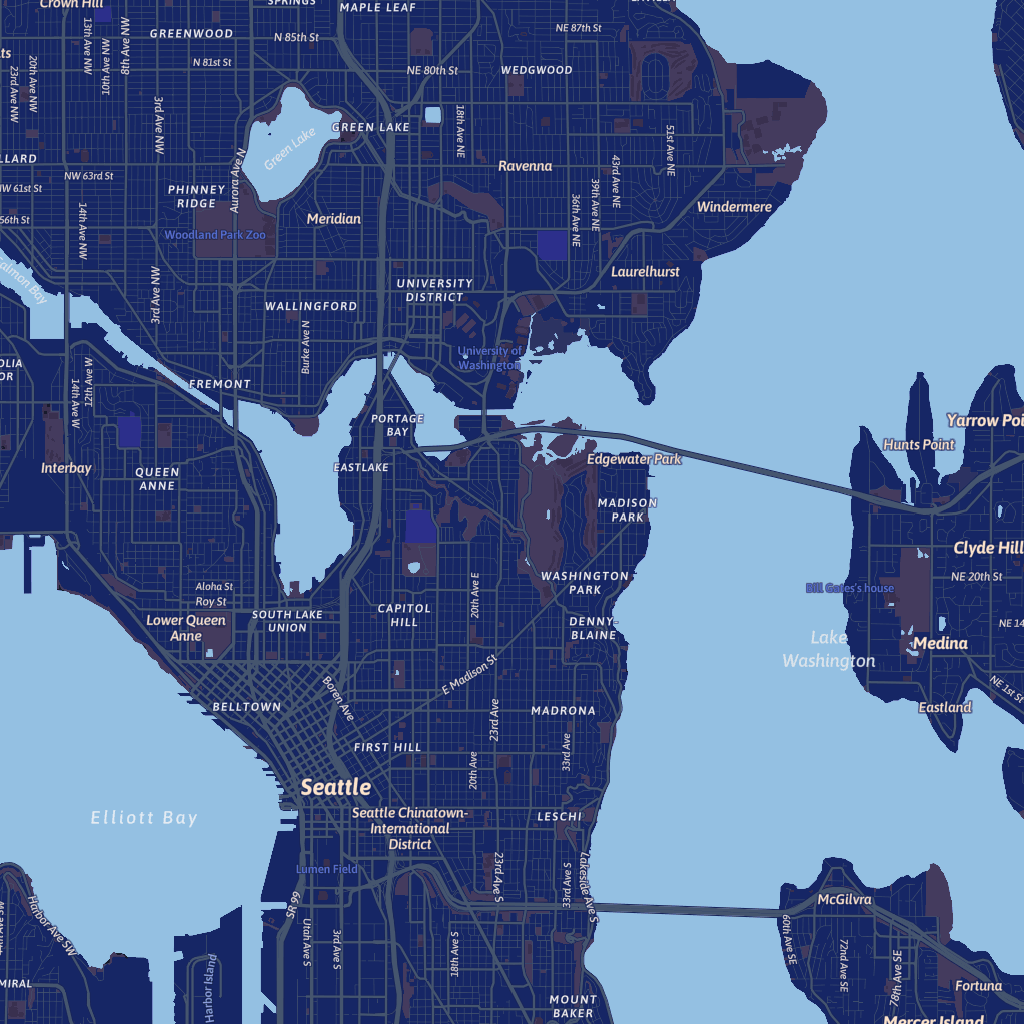 Crown Hill
SPRINGS
MAPLE LEAF
GREENWOOD
N 85th St
NE 87th St
13th Ave NW
10th Ave NW
8th Ave NW
20th Ave NW
23rd Ave NW
N 81st St
NE 80th St
WEDGWOOD
3rd Ave NW
GREEN LAKE
Green Lake
18th Ave NE
51st Ave NE
LLARD
NW 63rd St
NW 61st St
Aurora Ave N
Ravenna
43rd Ave NE
39th Ave NE
36th Ave NE
PHINNEY
RIDGE
Meridian
Windermere
56th St
14th Ave NW
Woodland Park Zoo
Salmon Bay
3rd Ave NW
Laurelhurst
UNIVERSITY
DISTRICT
WALLINGFORD
Burke Ave N
University of
Washington
OLIA
OR
12th Ave W
14th Ave W
FREMONT
PORTAGE
BAY
Yarrow Poi
Hunts Point
Interbay
QUEEN
ANNE
EASTLAKE
Edgewater Park
MADISON
PARK
Clyde Hill
NE 20th St
WASHINGTON
PARK
Bill Gates's house
Aloha St
Roy St
20th Ave E
Lower Queen
Anne
SOUTH LAKE
UNION
CAPITOL
HILL
DENNY-
BLAINE
NE 14
Lake
Washington
Medina
E Madison St
NE 1st St
Boren Ave
BELLTOWN
23rd Ave
MADRONA
Eastland
FIRST HILL
33rd Ave
20th Ave
Seattle
Elliott Bay
Seattle Chinatown-
International
District
LESCHI
Lumen Field
23rd Ave S
33rd Ave S
Lakeside Ave S
McGilvra
SR 99
Harbor Ave SW
Utah Ave S
3rd Ave S
18th Ave S
60th Ave SE
72nd Ave SE
78th Ave SE
MIRAL
Harbor Island
Fortuna
MOUNT
BAKER
Mercer Island